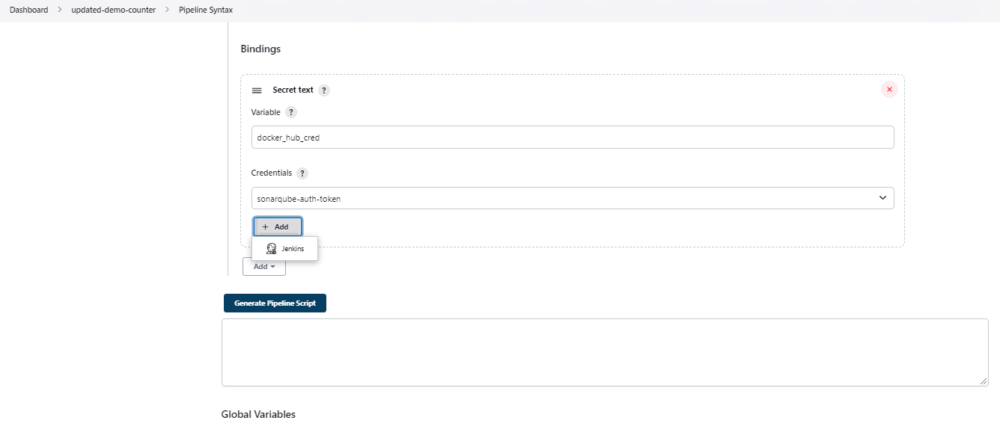 Dashboard > updated-demo-counter > Pipeline Syntax
Bindings
Secret text ?
Variable ?
docker_hub_cred
Credentials ?
sonarqube-auth-token
+ Add
Jenkins
Add
Generate Pipeline Script
Global Variables